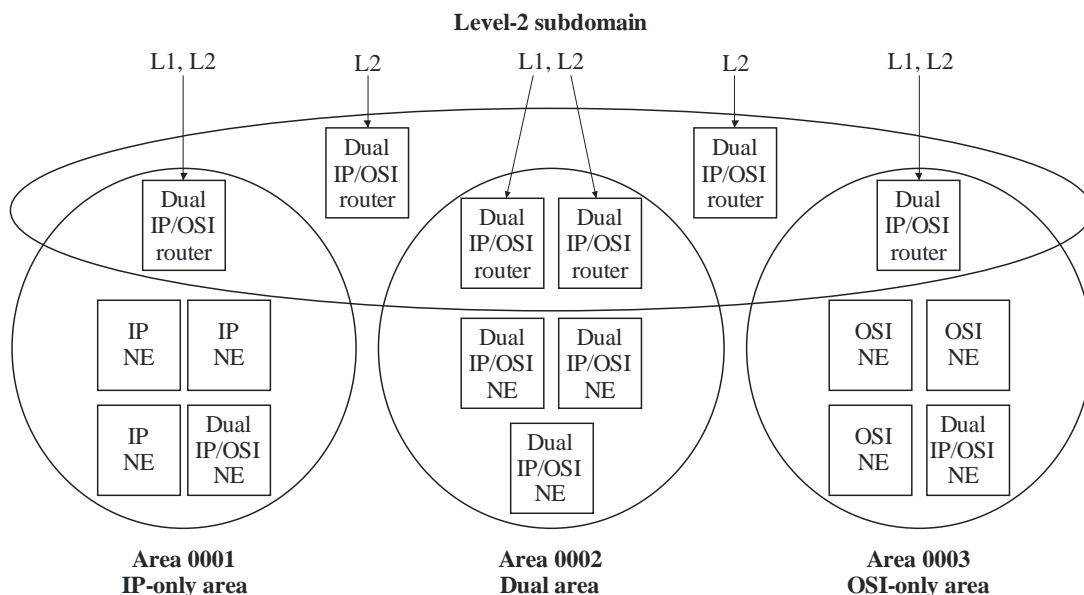 Level-2 subdomain
L1, L2
L2
L1, L2
L2
L1, L2
Dual
IP/OSI
router
Dual
IP/OSI
router
Dual
IP/OSI
router
Dual
IP/OSI
router
Dual
IP/OSI
router
Dual
IP/OSI
router
IP
NE
IP
NE
Dual
IP/OSI
NE
Dual
IP/OSI
NE
OSI
NE
OSI
NE
IP
NE
Dual
IP/OSI
NE
Dual
IP/OSI
NE
OSI
NE
Dual
IP/OSI
NE
Area 0001
IP-only area
Area 0002
Dual area
Area 0003
OSI-only area